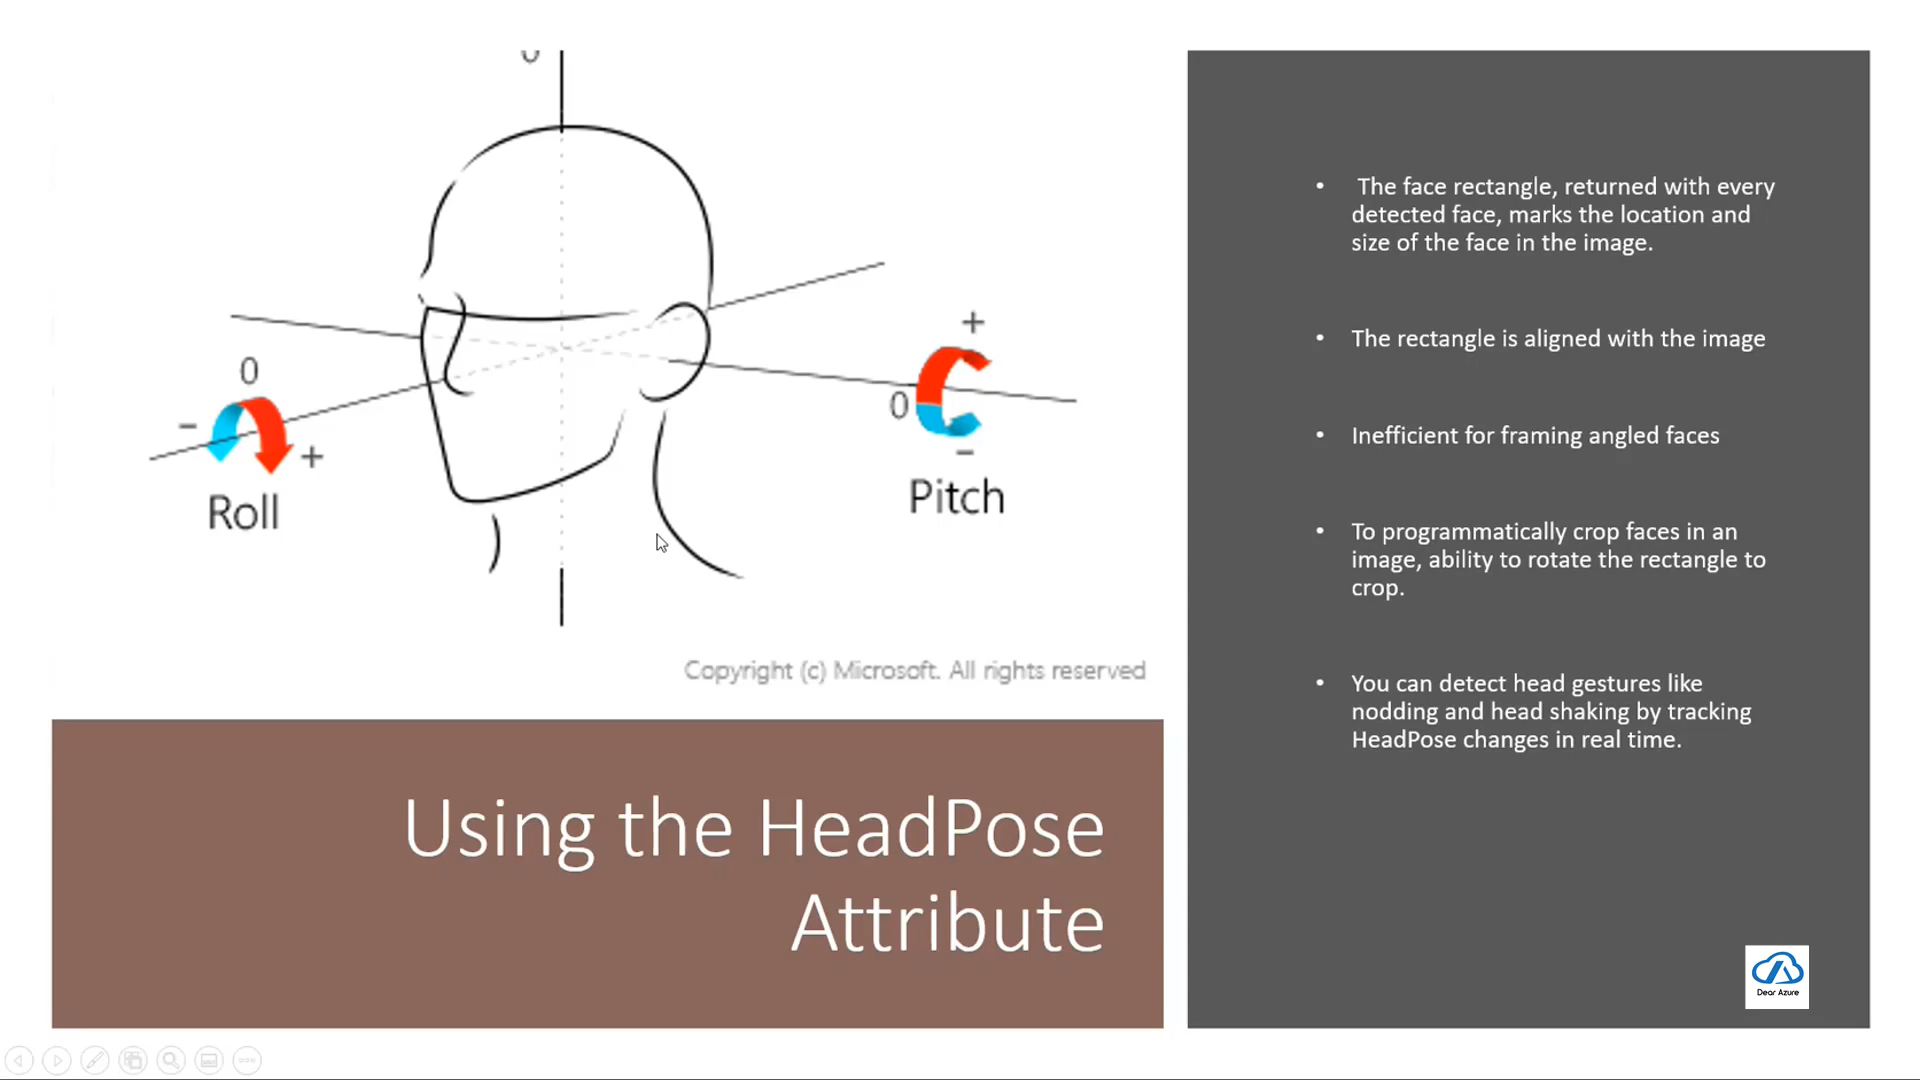 0
0
−
+
Roll
+
0
−
Pitch
Copyright (c) Microsoft. All rights reserved
Using the HeadPose
Attribute
• The face rectangle, returned with every
detected face, marks the location and
size of the face in the image.
• The rectangle is aligned with the image
• Inefficient for framing angled faces
• To programmatically crop faces in an
image, ability to rotate the rectangle to
crop.
• You can detect head gestures like
nodding and head shaking by tracking
HeadPose changes in real time.
Dear Azure